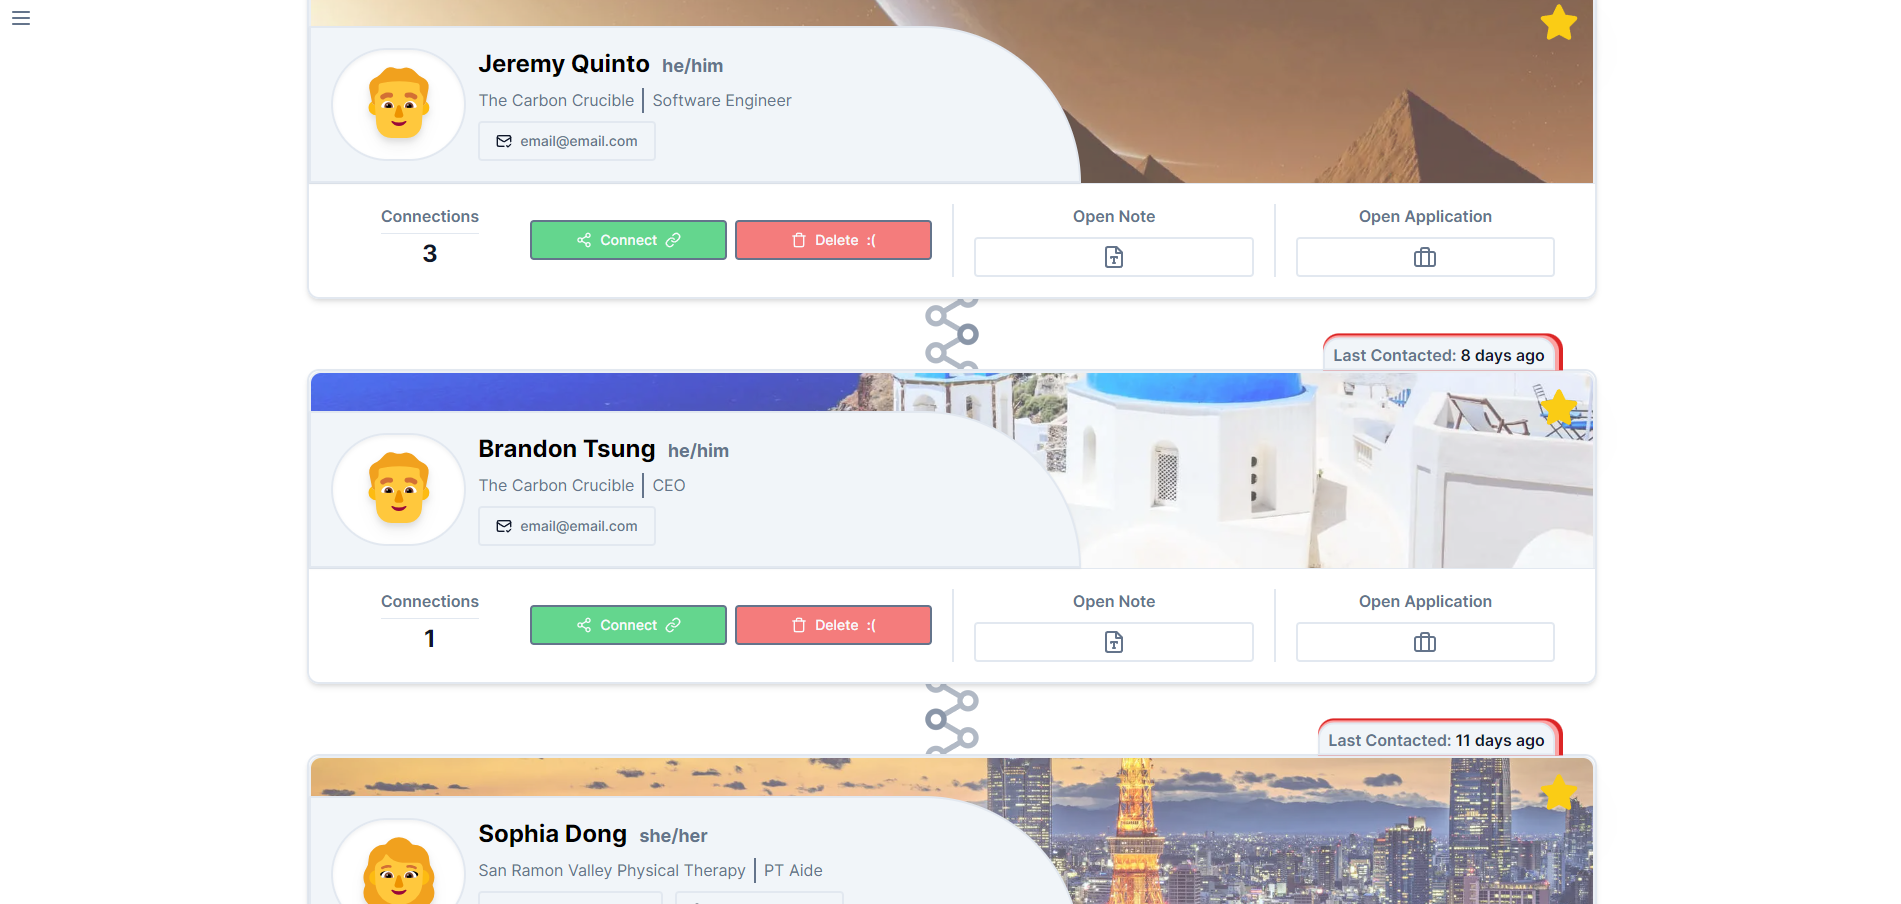 Jeremy Quinto he/him
The Carbon Crucible | Software Engineer
email@email.com
Connections
3
Connect
Delete :(
Open Note
Open Application
Last Contacted: 8 days ago
Brandon Tsung he/him
The Carbon Crucible | CEO
email@email.com
Connections
1
Connect
Delete :(
Open Note
Open Application
Last Contacted: 11 days ago
Sophia Dong she/her
San Ramon Valley Physical Therapy | PT Aide